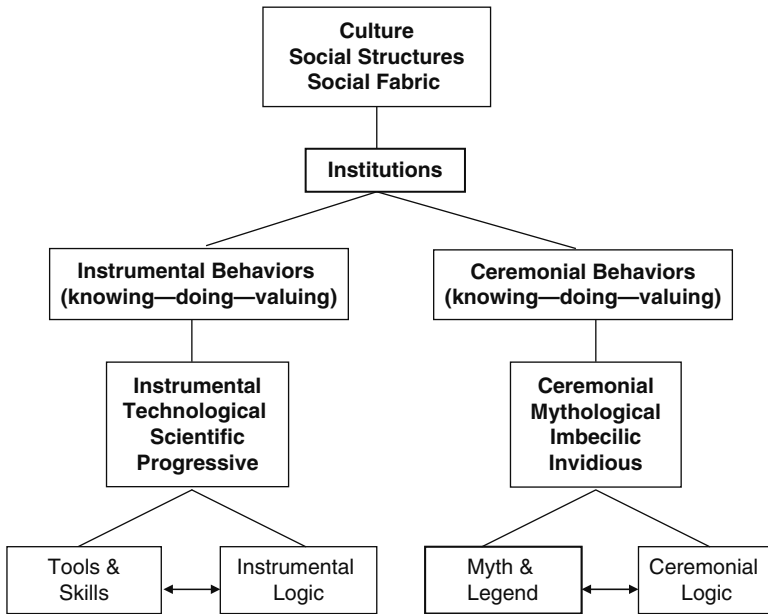 Culture
Social Structures
Social Fabric
Institutions
Instrumental Behaviors
(knowing—doing—valuing)
Ceremonial Behaviors
(knowing—doing—valuing)
Instrumental
Technological
Scientific
Progressive
Ceremonial
Mythological
Imbecilic
Invidious
Tools &
Skills
Instrumental
Logic
Myth &
Legend
Ceremonial
Logic